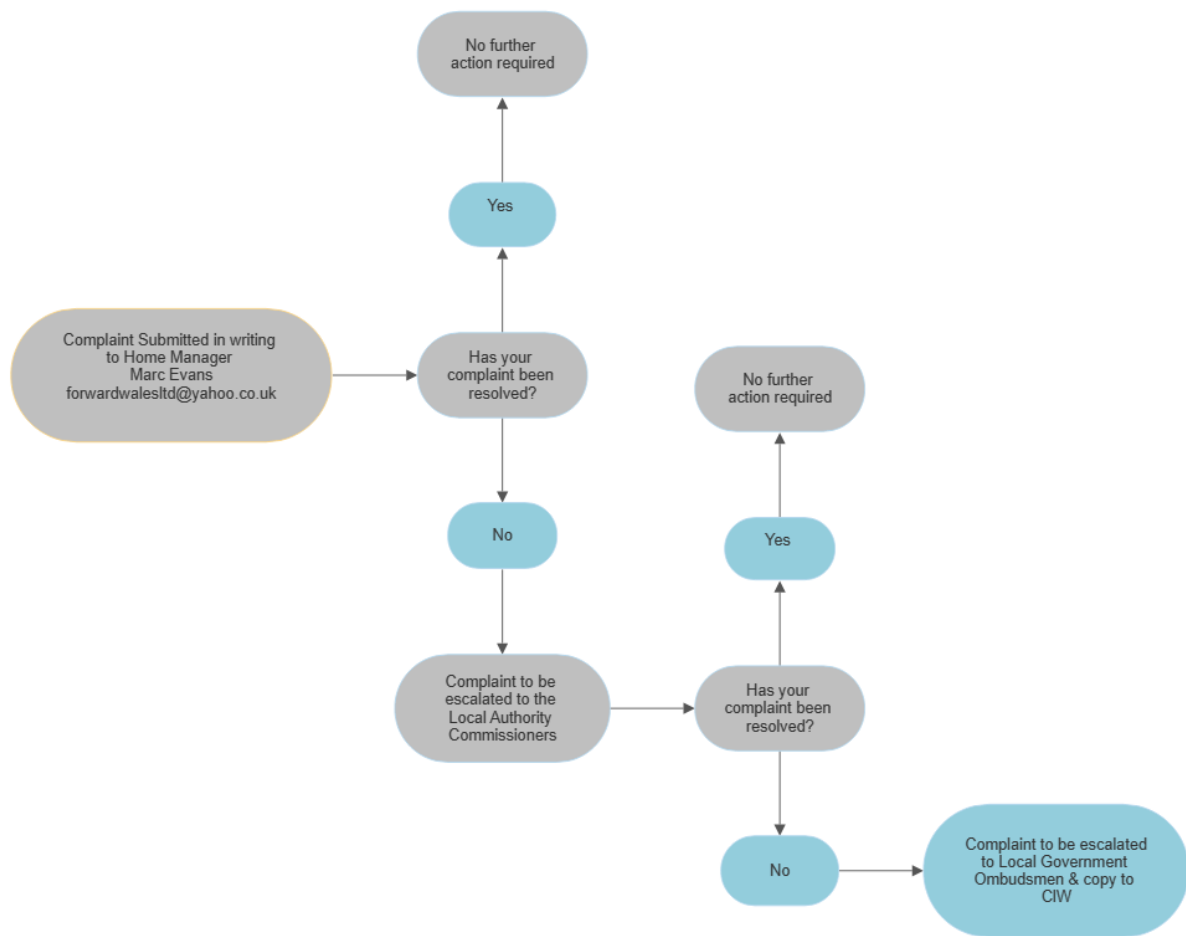 No further
action required
Yes
Complaint Submitted in writing
to Home Manager
Marc Evans
forwardwalesltd@yahoo.co.uk
Has your
complaint been
resolved?
No further
action required
No
Yes
Complaint to be
escalated to the
Local Authority
Commissioners
Has your
complaint been
resolved?
No
Complaint to be escalated
to Local Government
Ombudsmen & copy to
CIW